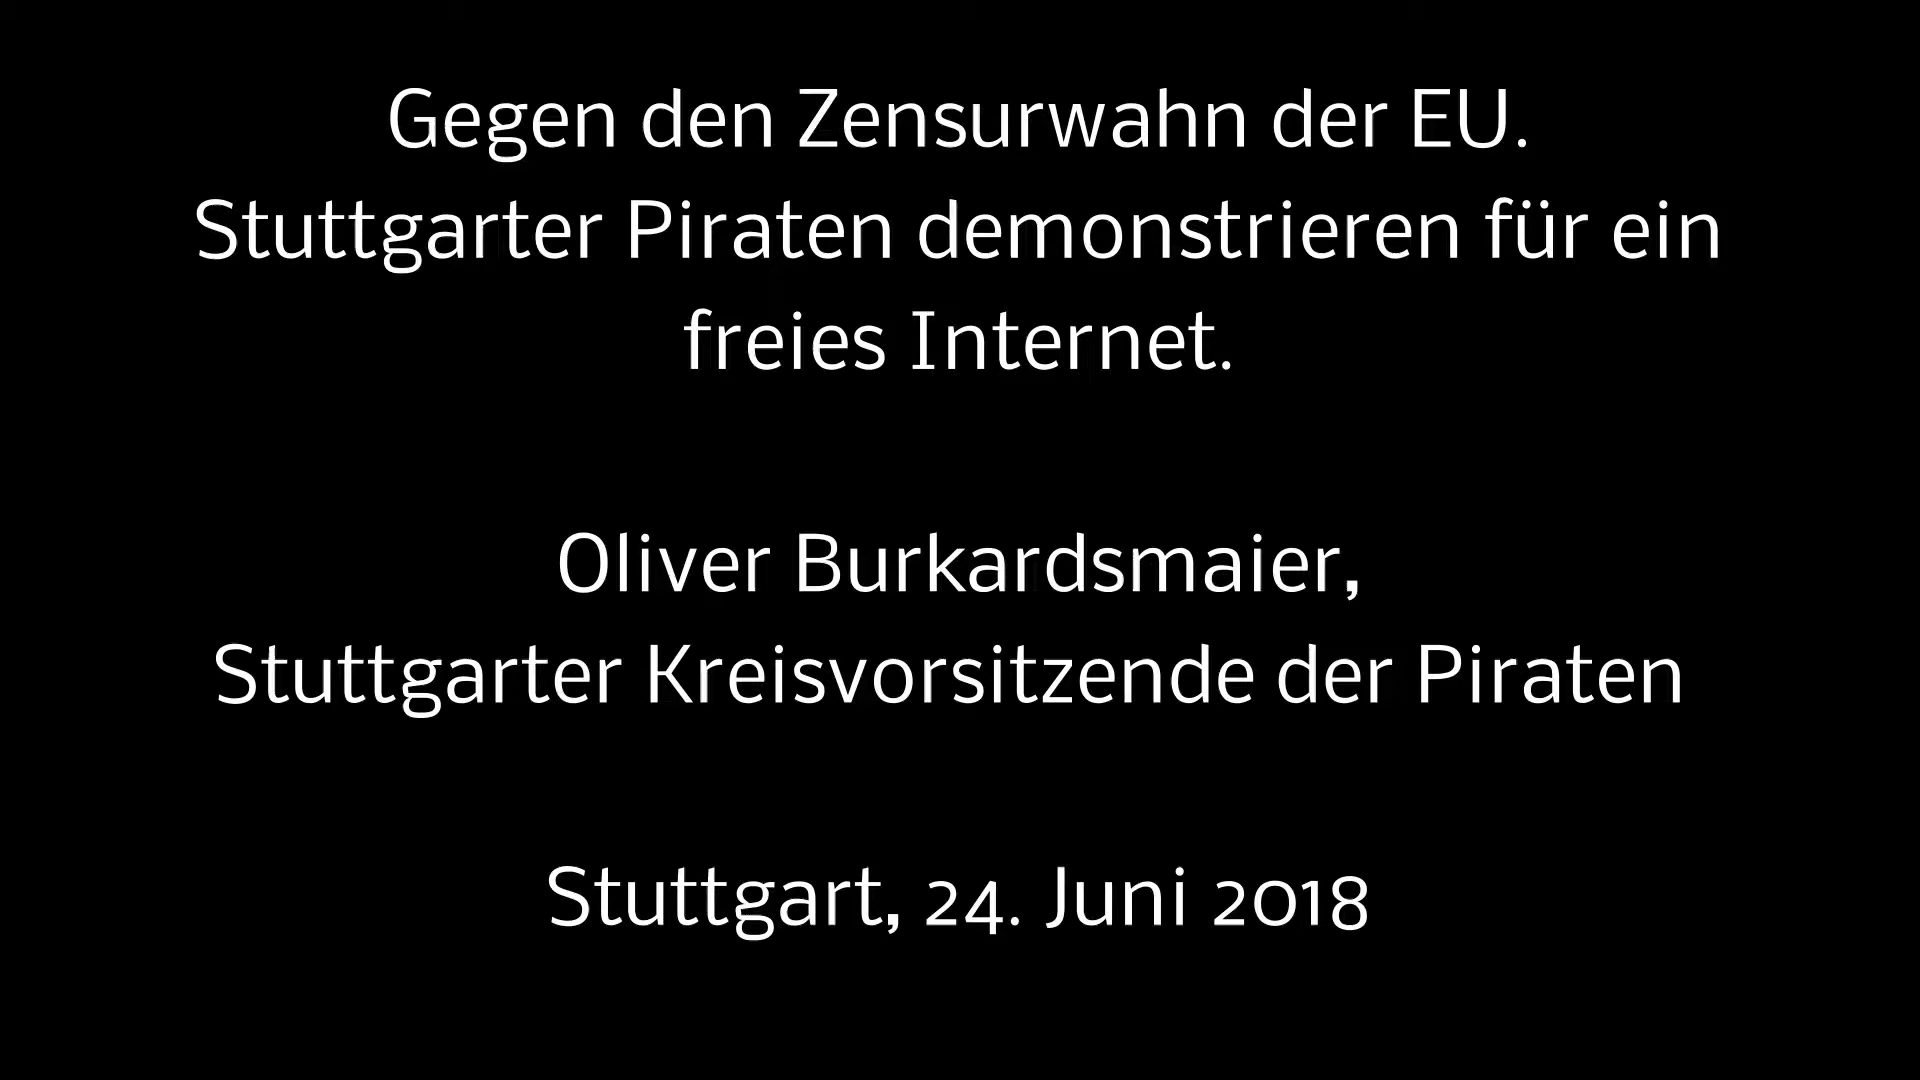 Gegen den Zensurwahn der EU.
Stuttgarter Piraten demonstrieren für ein
freies Internet.
Oliver Burkardsmaier,
Stuttgarter Kreisvorsitzende der Piraten
Stuttgart, 24. Juni 2018